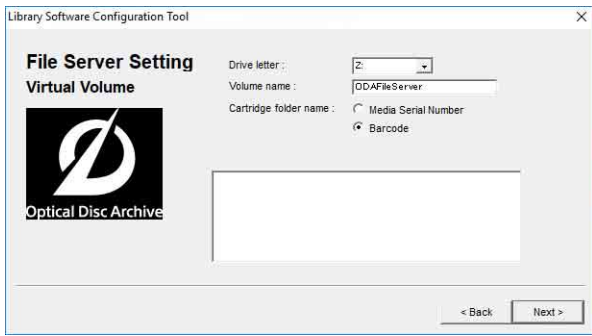 Library Software Configuration Tool
File Server Setting
Virtual Volume
Optical Disc Archive
Drive letter :
Z:
Volume name :
ODAFileServer
Cartridge folder name :
Media Serial Number
Barcode
< Back
Next >